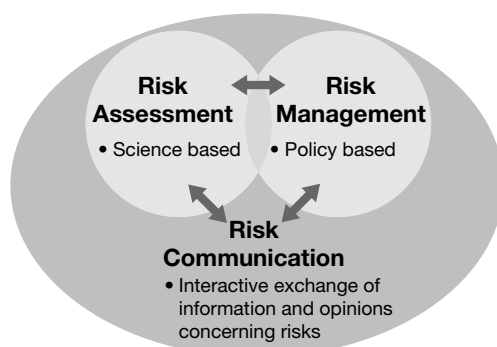 Risk
Assessment
• Science based
Risk
Management
• Policy based
Risk
Communication
• Interactive exchange of
information and opinions
concerning risks